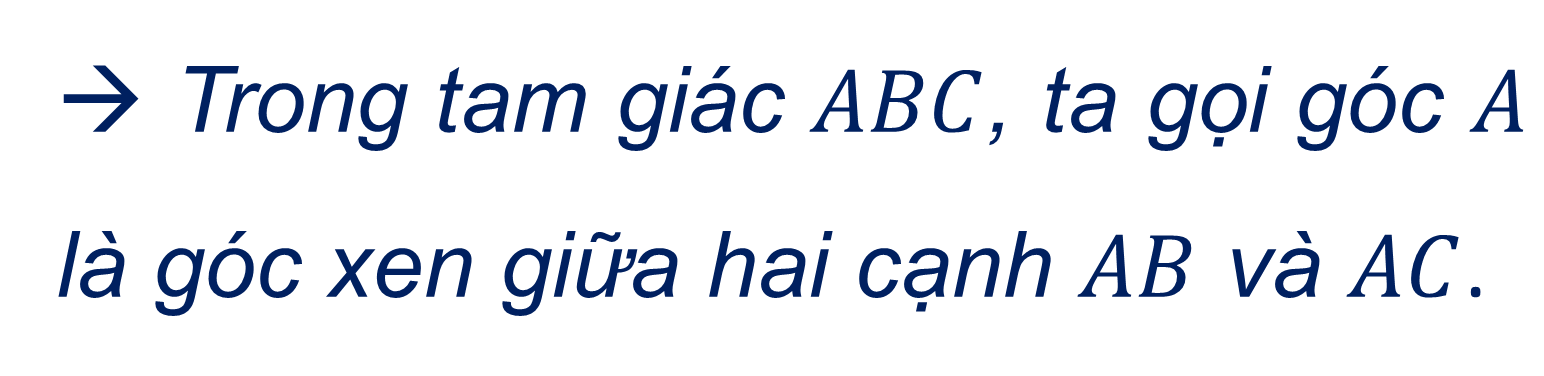 → Trong tam giác ABC, ta gọi góc A
là góc xen giữa hai cạnh AB và AC.